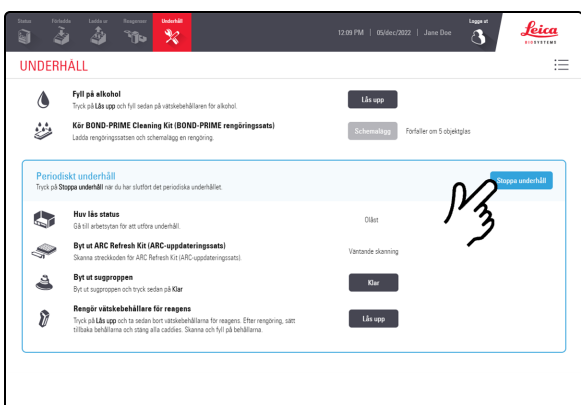 Status Förladda Ladda ur Reagenser Underhåll Logga ut
12:09 PM | 05/dec/2022 | Jane Doe
Leica
BIOSYSTEMS
UNDERHÅLL
Fyll på alkohol
Tryck på Lås upp och fyll sedan på vätskebehållaren för alkohol.
Lås upp
Kör BOND-PRIME Cleaning Kit (BOND-PRIME rengöringssats)
Ladda rengöringssatsen och schemalägg en rengöring.
Schemalägg Förfaller om 5 objektglas
Periodiskt underhåll
Tryck på Stoppa underhåll när du har slutfört det periodiska underhållet.
Stoppa underhåll
Huv lås status
Gå till arbetsytan för att utföra underhåll
Olåst
Byt ut ARC Refresh Kit (ARC-uppdateringssats)
Skanna streckkoden för ARC Refresh Kit (ARC-uppdateringssats).
Väntande skanning
Byt ut sugproppen
Byt ut sugproppen och tryck sedan på Klar
Klar
Rengör vätskebehållare för reagens
Tryck på Lås upp och ta sedan bort vätskebehållarna för reagens. Efter rengöring, sätt
tillbaka behållarna och stäng alla caddies. Skanna och fyll på behållarna.
Lås upp